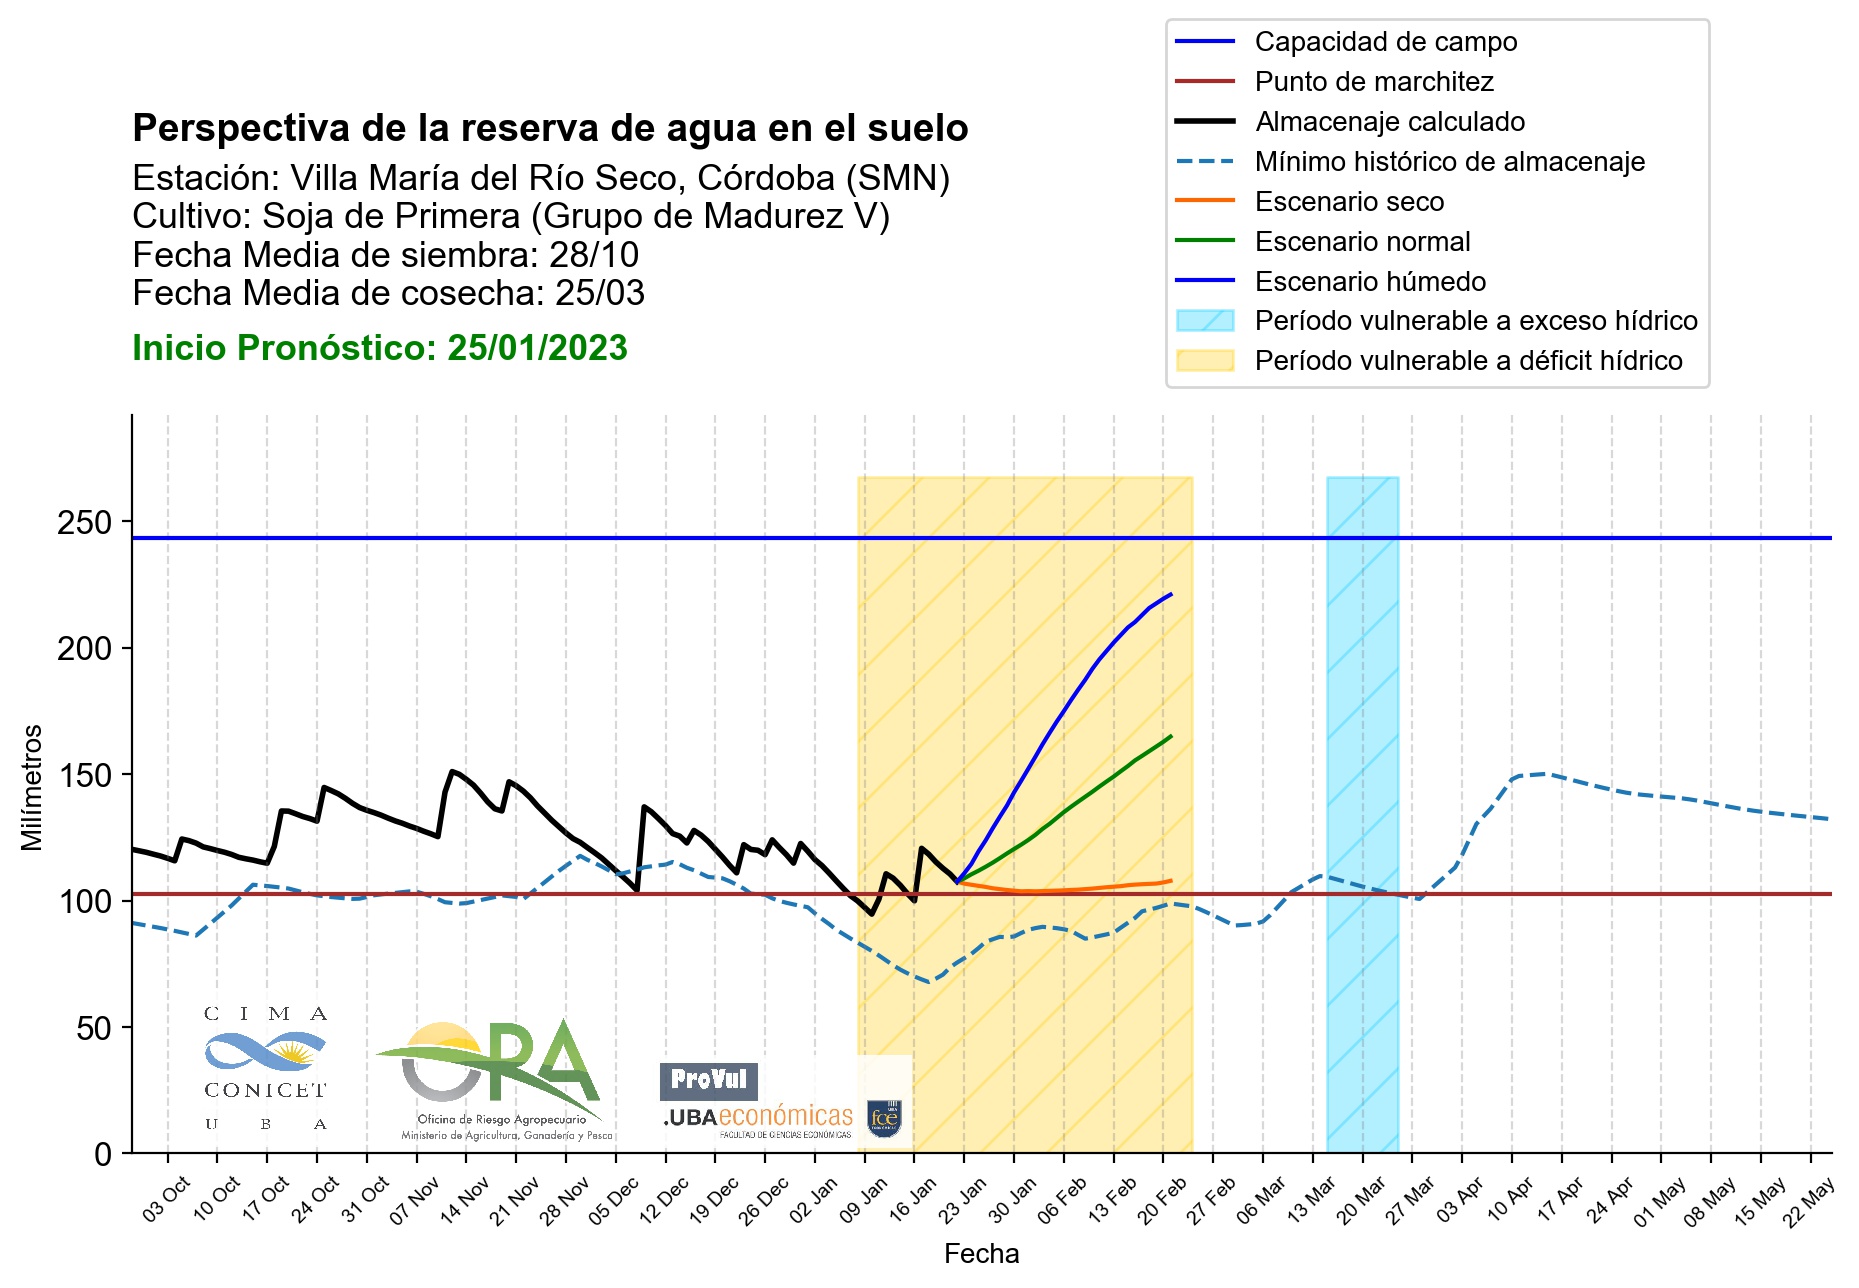 Capacidad de campo
Punto de marchitez
Almacenaje calculado
Mínimo histórico de almacenaje
Escenario seco
Escenario normal
Escenario húmedo
Período vulnerable a exceso hídrico
Período vulnerable a déficit hídrico
Perspectiva de la reserva de agua en el suelo
Estación: Villa María del Río Seco, Córdoba (SMN)
Cultivo: Soja de Primera (Grupo de Madurez V)
Fecha Media de siembra: 28/10
Fecha Media de cosecha: 25/03
Inicio Pronóstico: 25/01/2023
250
200
150
100
50
0
Milímetros
CIMA
CONICET
UBA
ORA
Oficina de Riesgo Agropecuario
Ministerio de Agricultura, Ganadería y Pesca
ProVul
.UBAeconómicas
FACULTAD DE CIENCIAS ECONÓMICAS
fce
03 Oct
10 Oct
17 Oct
24 Oct
31 Oct
07 Nov
14 Nov
21 Nov
28 Nov
05 Dec
12 Dec
19 Dec
26 Dec
02 Jan
09 Jan
16 Jan
23 Jan
30 Jan
06 Feb
13 Feb
20 Feb
27 Feb
06 Mar
13 Mar
20 Mar
27 Mar
03 Apr
10 Apr
17 Apr
24 Apr
01 May
08 May
15 May
22 May
Fecha